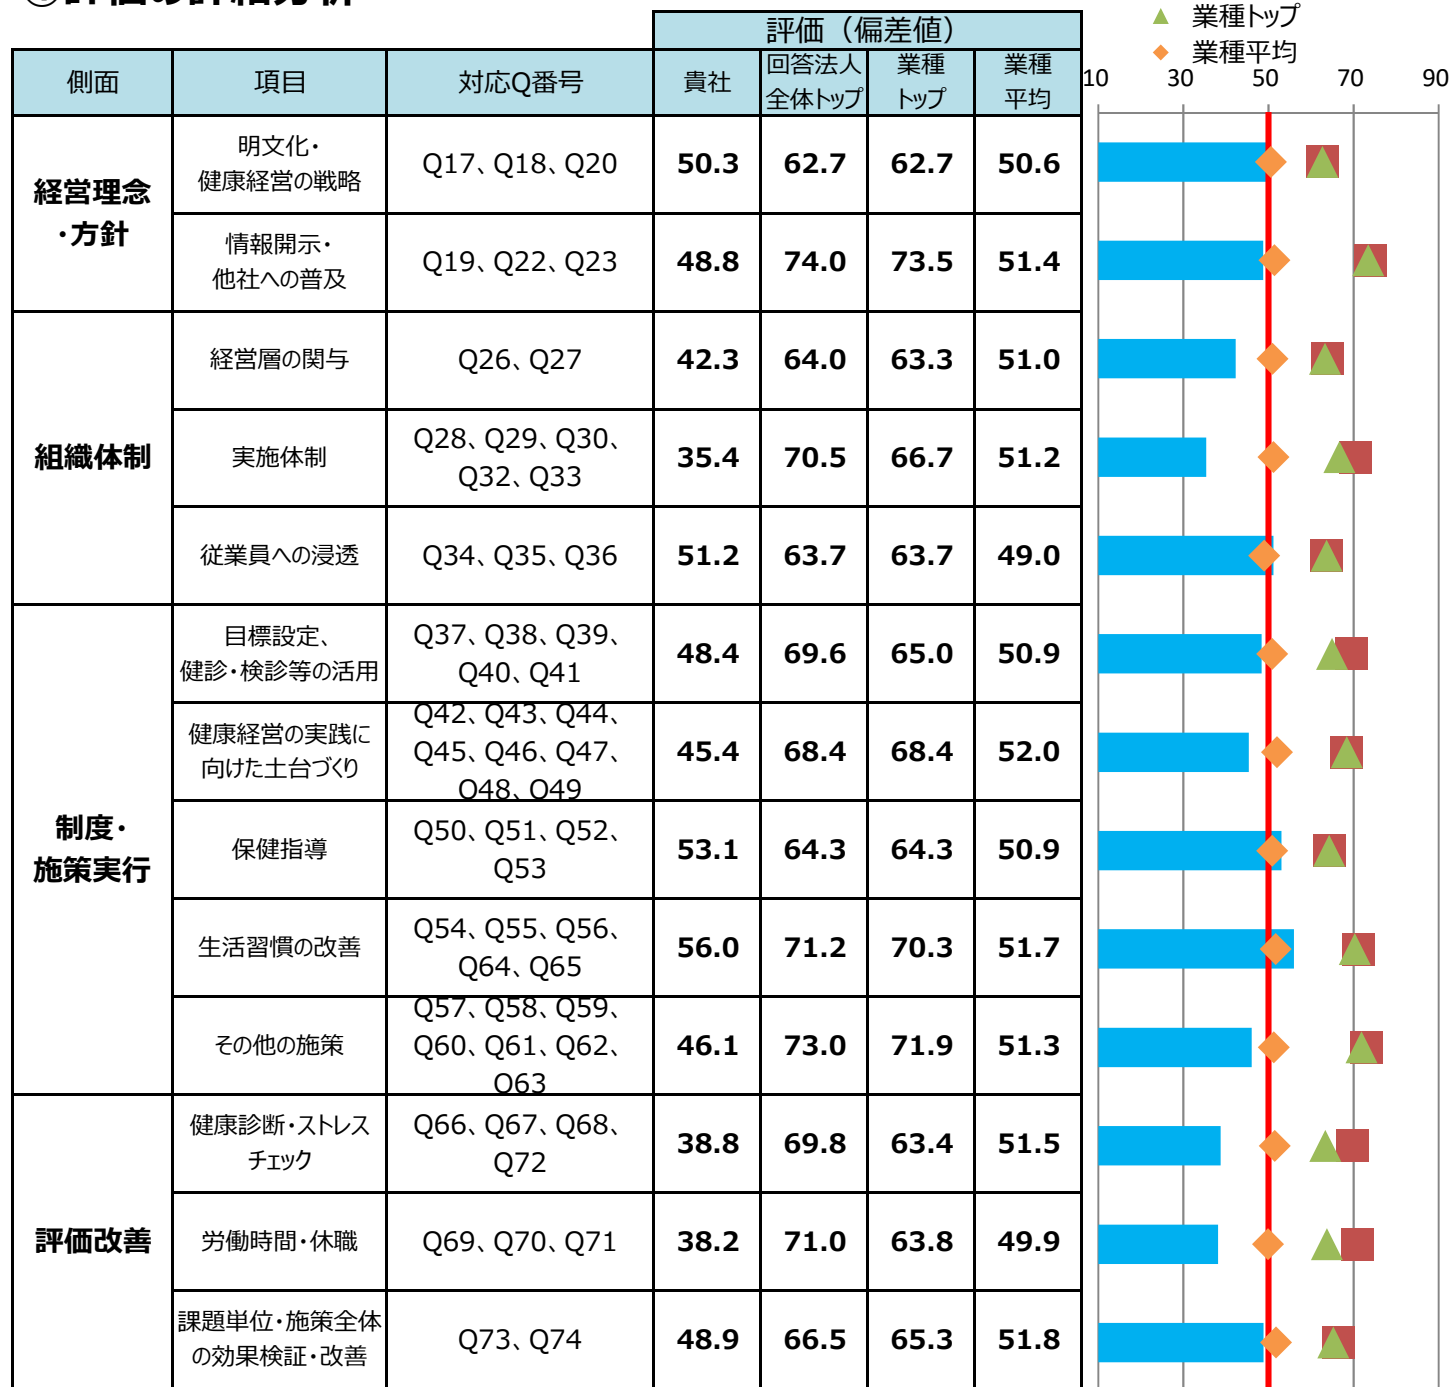 ①評価の詳細分析
▲ 業種トップ
◆ 業種平均
評価（偏差値）
側面 項目 対応Q番号 貴社 回答法人 業種 業種
全体トップ トップ 平均
10 30 50 70 90
経営理念
・方針
明文化・
健康経営の戦略
Q17、Q18、Q20 50.3 62.7 62.7 50.6
情報開示・
他社への普及
Q19、Q22、Q23 48.8 74.0 73.5 51.4
組織体制
経営層の関与 Q26、Q27 42.3 64.0 63.3 51.0
実施体制
Q28、Q29、Q30、
Q32、Q33
35.4 70.5 66.7 51.2
従業員への浸透 Q34、Q35、Q36 51.2 63.7 63.7 49.0
制度・
施策実行
目標設定、
健診・検診等の活用
Q37、Q38、Q39、
Q40、Q41
48.4 69.6 65.0 50.9
健康経営の実践に
向けた土台づくり
Q42、Q43、Q44、
Q45、Q46、Q47、
Q48、Q49
45.4 68.4 68.4 52.0
保健指導
Q50、Q51、Q52、
Q53
53.1 64.3 64.3 50.9
生活習慣の改善
Q54、Q55、Q56、
Q64、Q65
56.0 71.2 70.3 51.7
その他の施策
Q57、Q58、Q59、
Q60、Q61、Q62、
Q63
46.1 73.0 71.9 51.3
評価改善
健康診断・ストレス
チェック
Q66、Q67、Q68、
Q72
38.8 69.8 63.4 51.5
労働時間・休職 Q69、Q70、Q71 38.2 71.0 63.8 49.9
課題単位・施策全体
の効果検証・改善
Q73、Q74 48.9 66.5 65.3 51.8